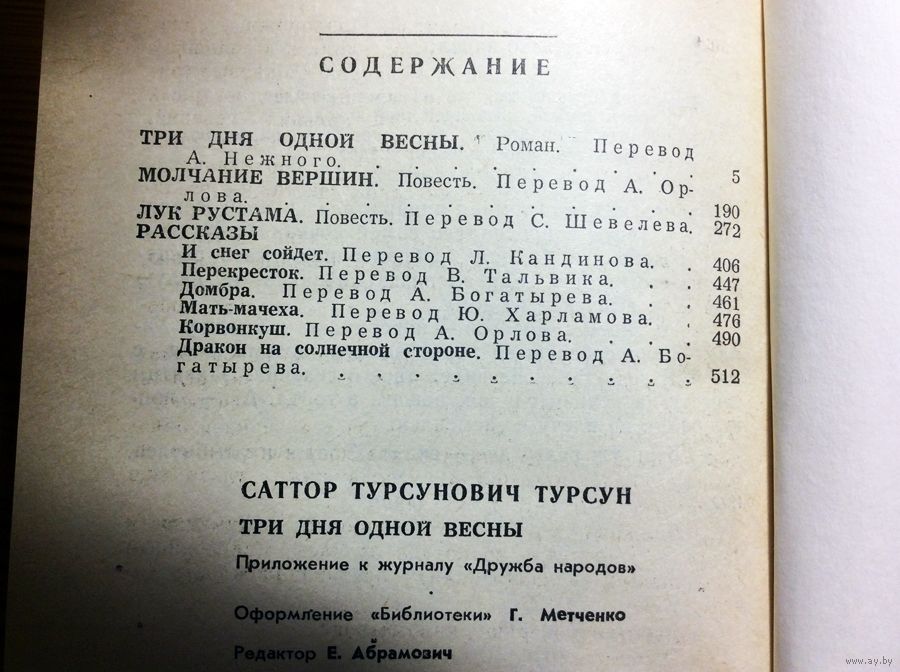 СОДЕРЖАНИЕ
ТРИ ДНЯ ОДНОЙ ВЕСНЫ. Роман. Перевод
А. Нежного. . . . . . . . . . . 5
МОЛЧАНИЕ ВЕРШИН. Повесть. Перевод А. Ор-
лова. . . . . . . . . . . . 190
ЛУК РУСТАМА. Повесть. Перевод С. Шевелева. 272
РАССКАЗЫ
И снег сойдет. Перевод Л. Кандинова. . 406
Перекресток. Перевод В. Тальвика. . . 447
Домбра. Перевод А. Богатырева. . . 461
Мать-мачеха. Перевод Ю. Харламова. . 476
Корвонкуш. Перевод А. Орлова. . . . 490
Дракон на солнечной стороне. Перевод А. Бо-
гатырева. . . . . . . . . . . 512
САТТОР ТУРСУНОВИЧ ТУРСУН
ТРИ ДНЯ ОДНОЙ ВЕСНЫ
Приложение к журналу «Дружба народов»
Оформление «Библиотеки» Г. Метченко
Редактор Е. Абрамович
www.ay.by